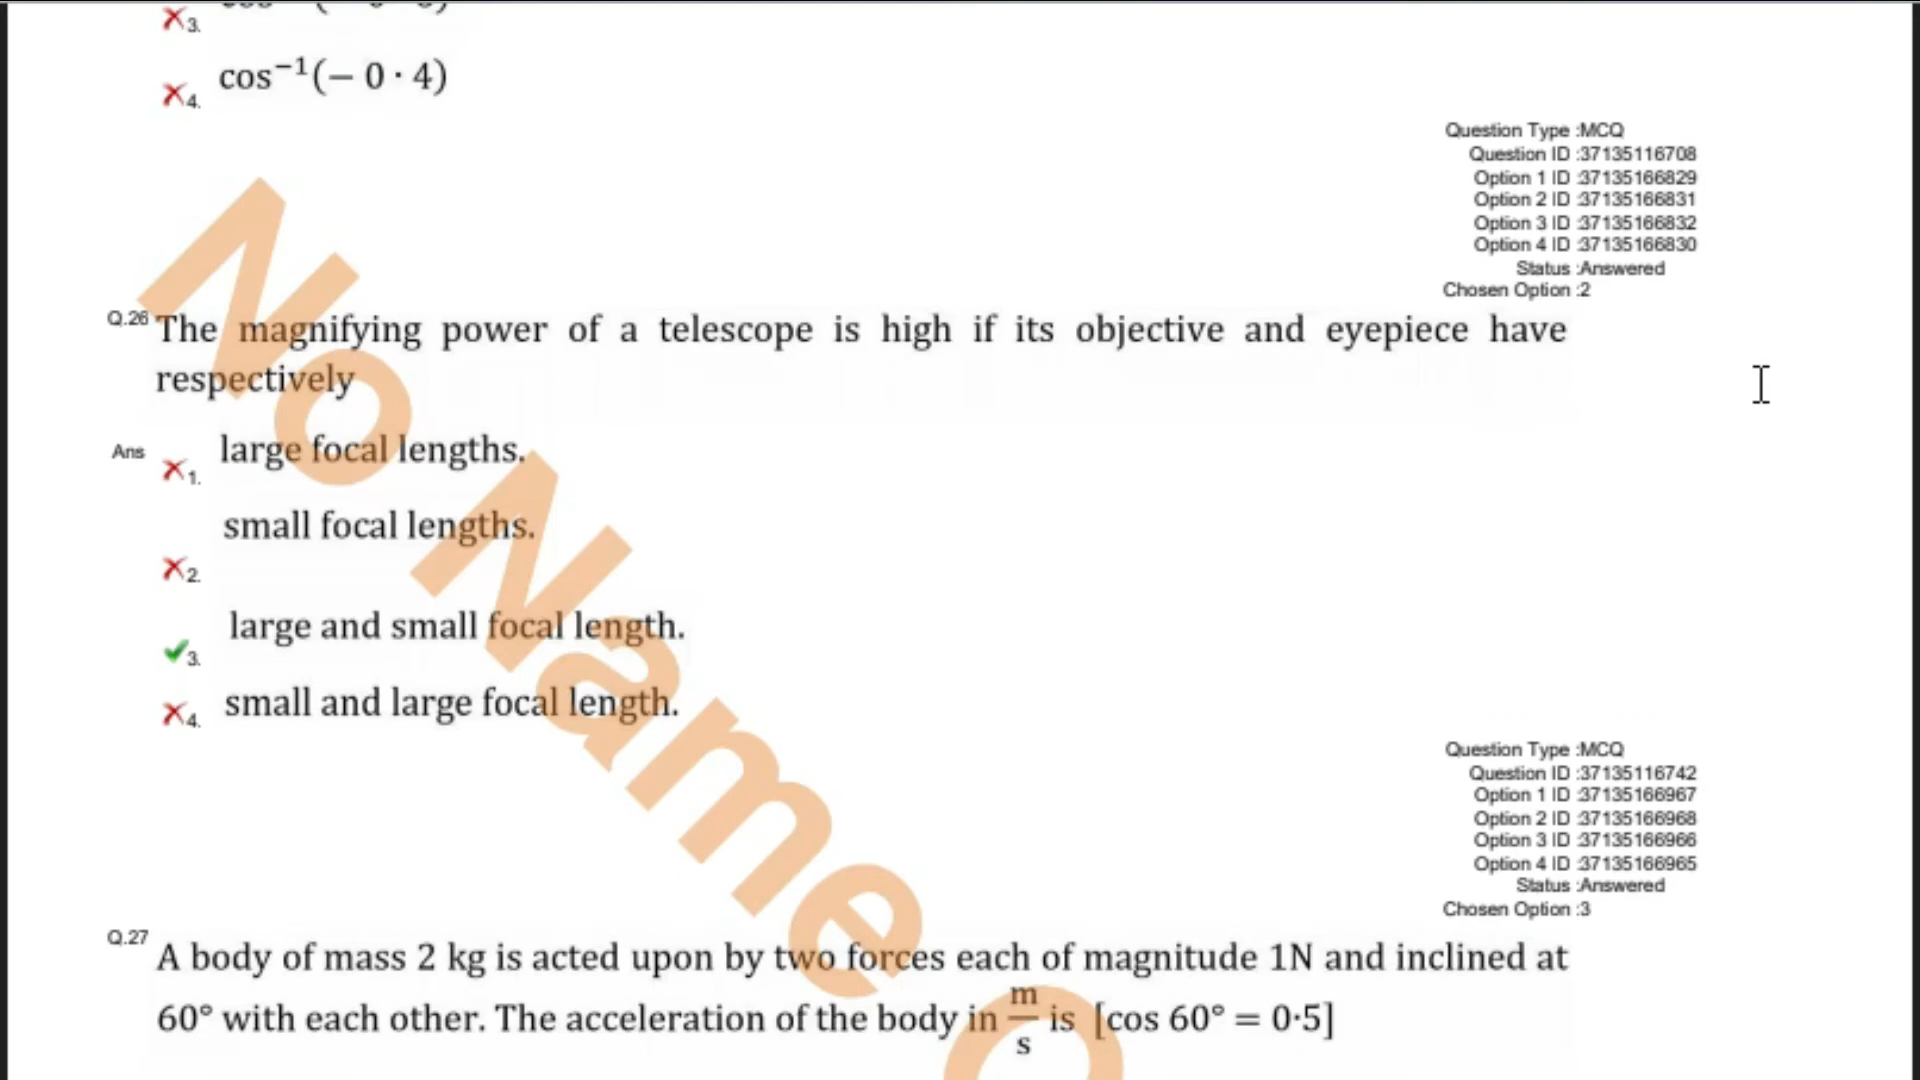 3.
cos⁻¹(– 0 · 4)
4.
Question Type :MCQ
Question ID :37135116708
Option 1 ID :37135166829
Option 2 ID :37135166831
Option 3 ID :37135166832
Option 4 ID :37135166830
Status :Answered
Chosen Option :2
Q.26 The magnifying power of a telescope is high if its objective and eyepiece have
respectively
Ans 1. large focal lengths.
small focal lengths.
2.
large and small focal length.
3.
4. small and large focal length.
Question Type :MCQ
Question ID :37135116742
Option 1 ID :37135166967
Option 2 ID :37135166968
Option 3 ID :37135166966
Option 4 ID :37135166965
Status :Answered
Chosen Option :3
Q.27 A body of mass 2 kg is acted upon by two forces each of magnitude 1N and inclined at
60° with each other. The acceleration of the body in m/s is [cos 60° = 0·5]
No Name